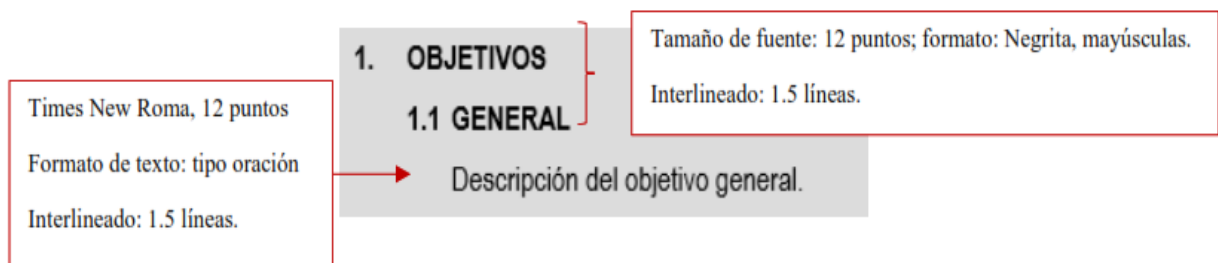 Tamaño de fuente: 12 puntos; formato: Negrita, mayúsculas.
Interlineado: 1.5 líneas.
1. OBJETIVOS
1.1 GENERAL
Descripción del objetivo general.
Times New Roma, 12 puntos
Formato de texto: tipo oración
Interlineado: 1.5 líneas.